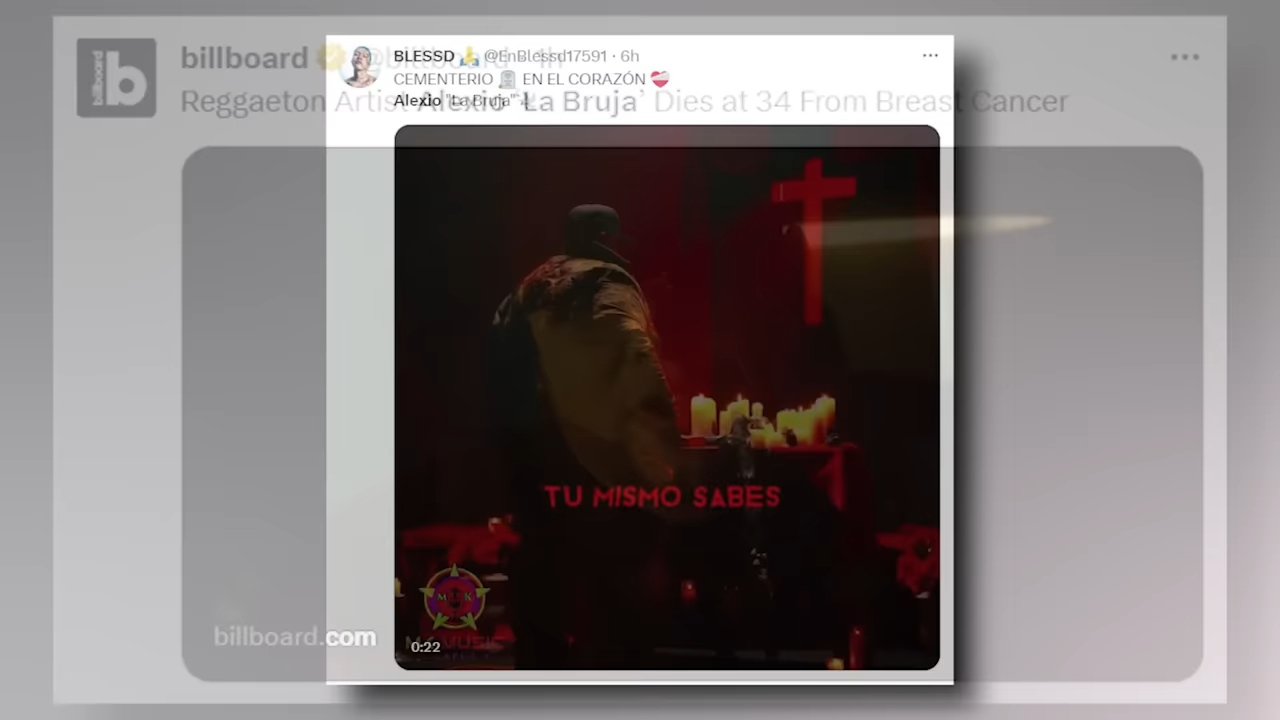 billboard
Reggaeton Artist Alexio 'La Bruja' Dies at 34 From Breast Cancer
BLESSD @EnBlessd17591 · 6h
CEMENTERIO EN EL CORAZÓN
Alexio "La Bruja"
TU MISMO SABES
0:22
billboard.com